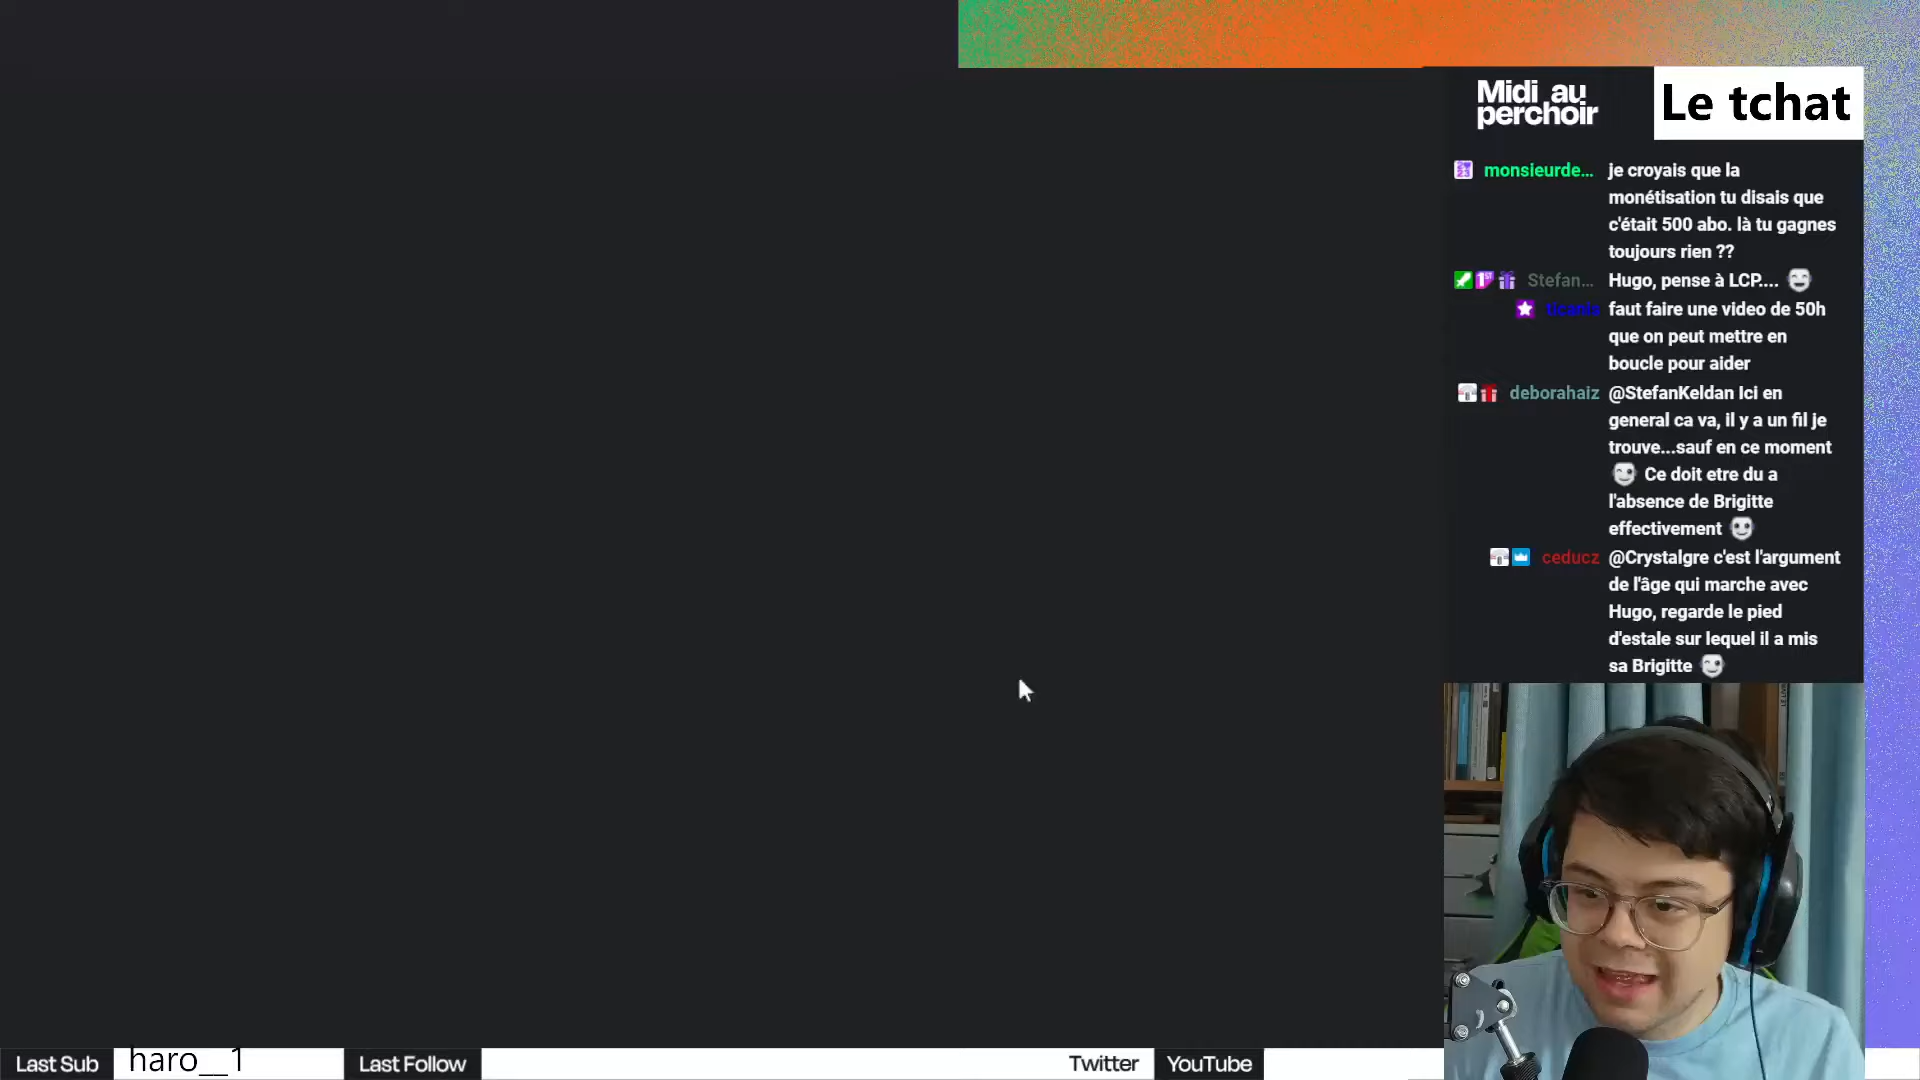 Midi au
perchoir
Le tchat
monsieurde... je croyais que la
monétisation tu disais que
c'était 500 abo. là tu gagnes
toujours rien ??
Stefan... Hugo, pense à LCP....
ticanis faut faire une video de 50h
que on peut mettre en
boucle pour aider
deborahaiz @StefanKeldan Ici en
general ca va, il y a un fil je
trouve...sauf en ce moment
Ce doit etre du a
l'absence de Brigitte
effectivement
ceducz @Crystalgre c'est l'argument
de l'âge qui marche avec
Hugo, regarde le pied
d'estale sur lequel il a mis
sa Brigitte
Last Sub haro__1 Last Follow Twitter YouTube